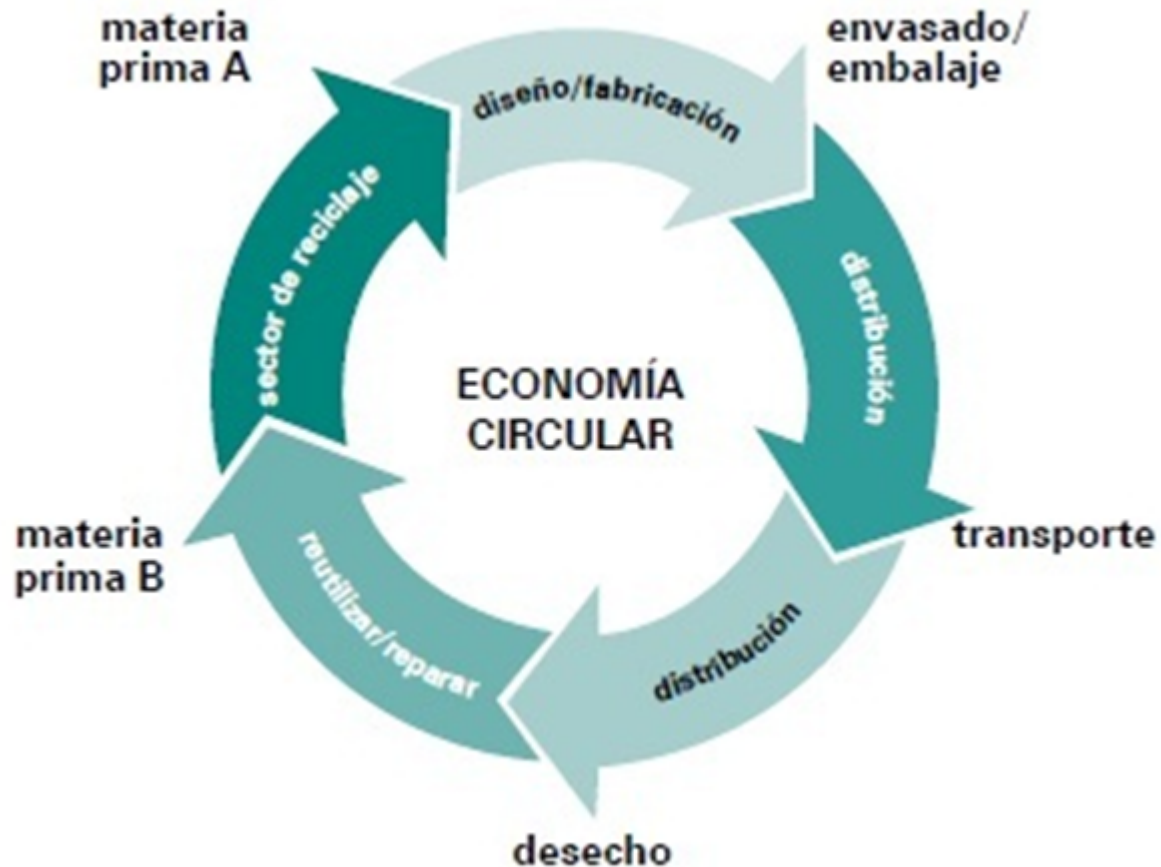 materia
prima A
diseño/fabricación
envasado/
embalaje
distribución
transporte
distribución
desecho
reutilizar/reparar
materia
prima B
sector de reciclaje
ECONOMÍA
CIRCULAR